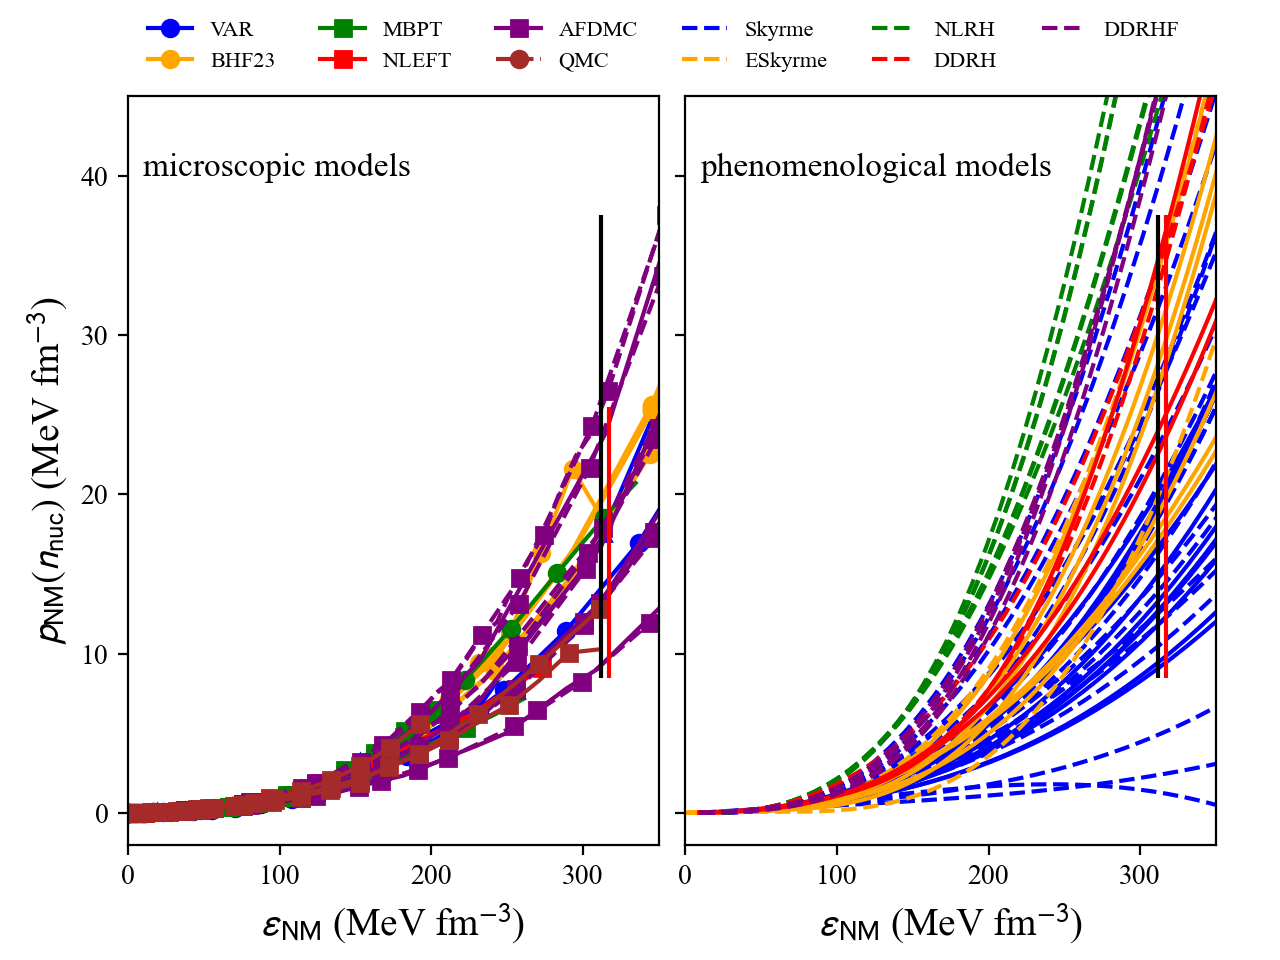 VAR MBPT AFDMC Skyrme NLRH DDRHF
BHF23 NLEFT QMC ESkyrme DDRH
microscopic models
phenomenological models
40
30
20
10
0
p_NM(n_nuc) (MeV fm⁻³)
0 100 200 300
0 100 200 300
ε_NM (MeV fm⁻³)
ε_NM (MeV fm⁻³)